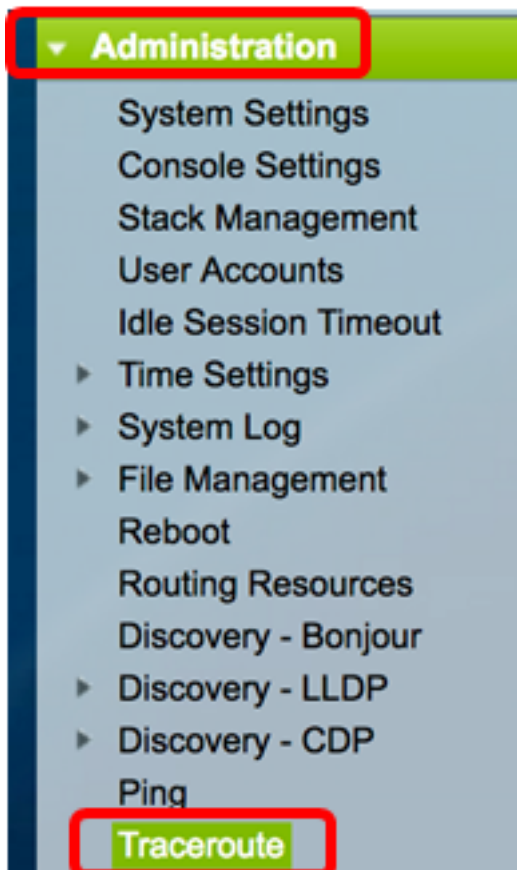 Administration
System Settings
Console Settings
Stack Management
User Accounts
Idle Session Timeout
Time Settings
System Log
File Management
Reboot
Routing Resources
Discovery - Bonjour
Discovery - LLDP
Discovery - CDP
Ping
Traceroute